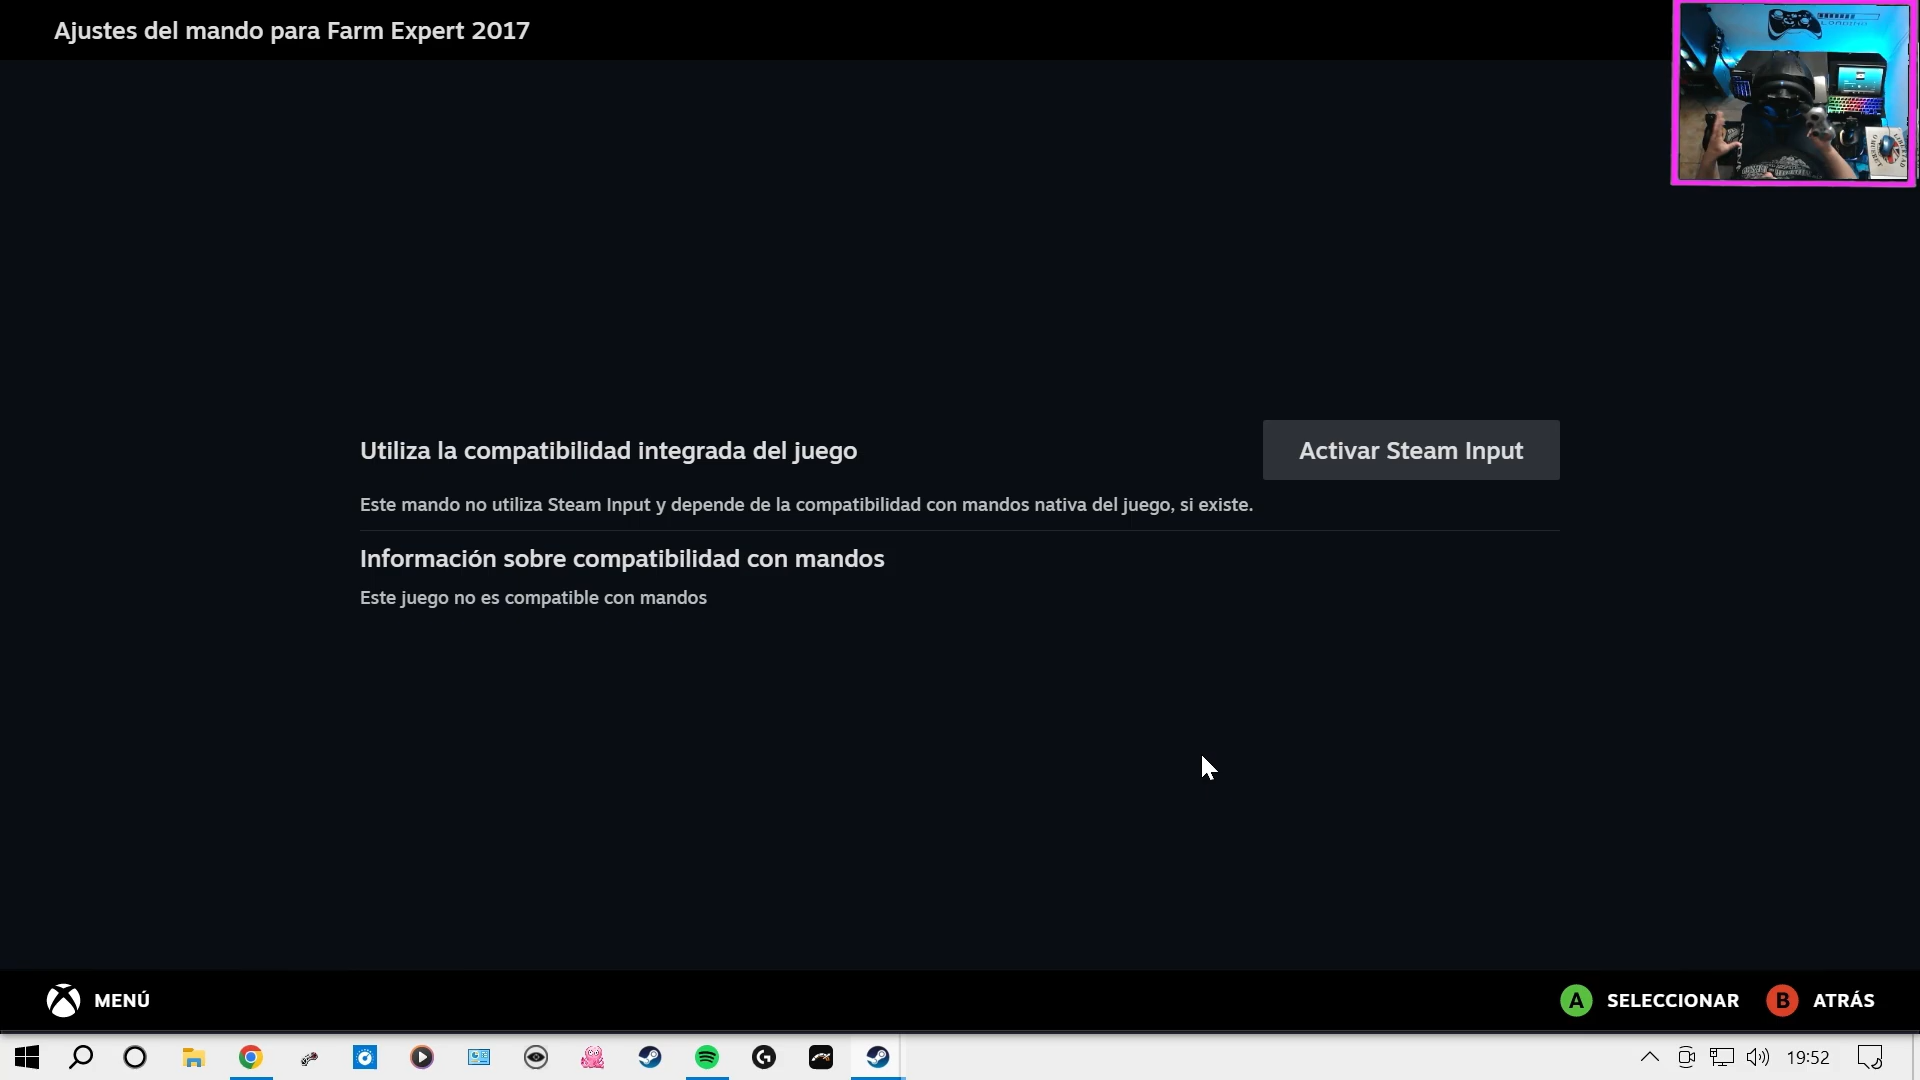 Ajustes del mando para Farm Expert 2017
LOADING
Utiliza la compatibilidad integrada del juego
Activar Steam Input
Este mando no utiliza Steam Input y depende de la compatibilidad con mandos nativa del juego, si existe.
Información sobre compatibilidad con mandos
Este juego no es compatible con mandos
MENÚ
A SELECCIONAR
B ATRÁS
19:52